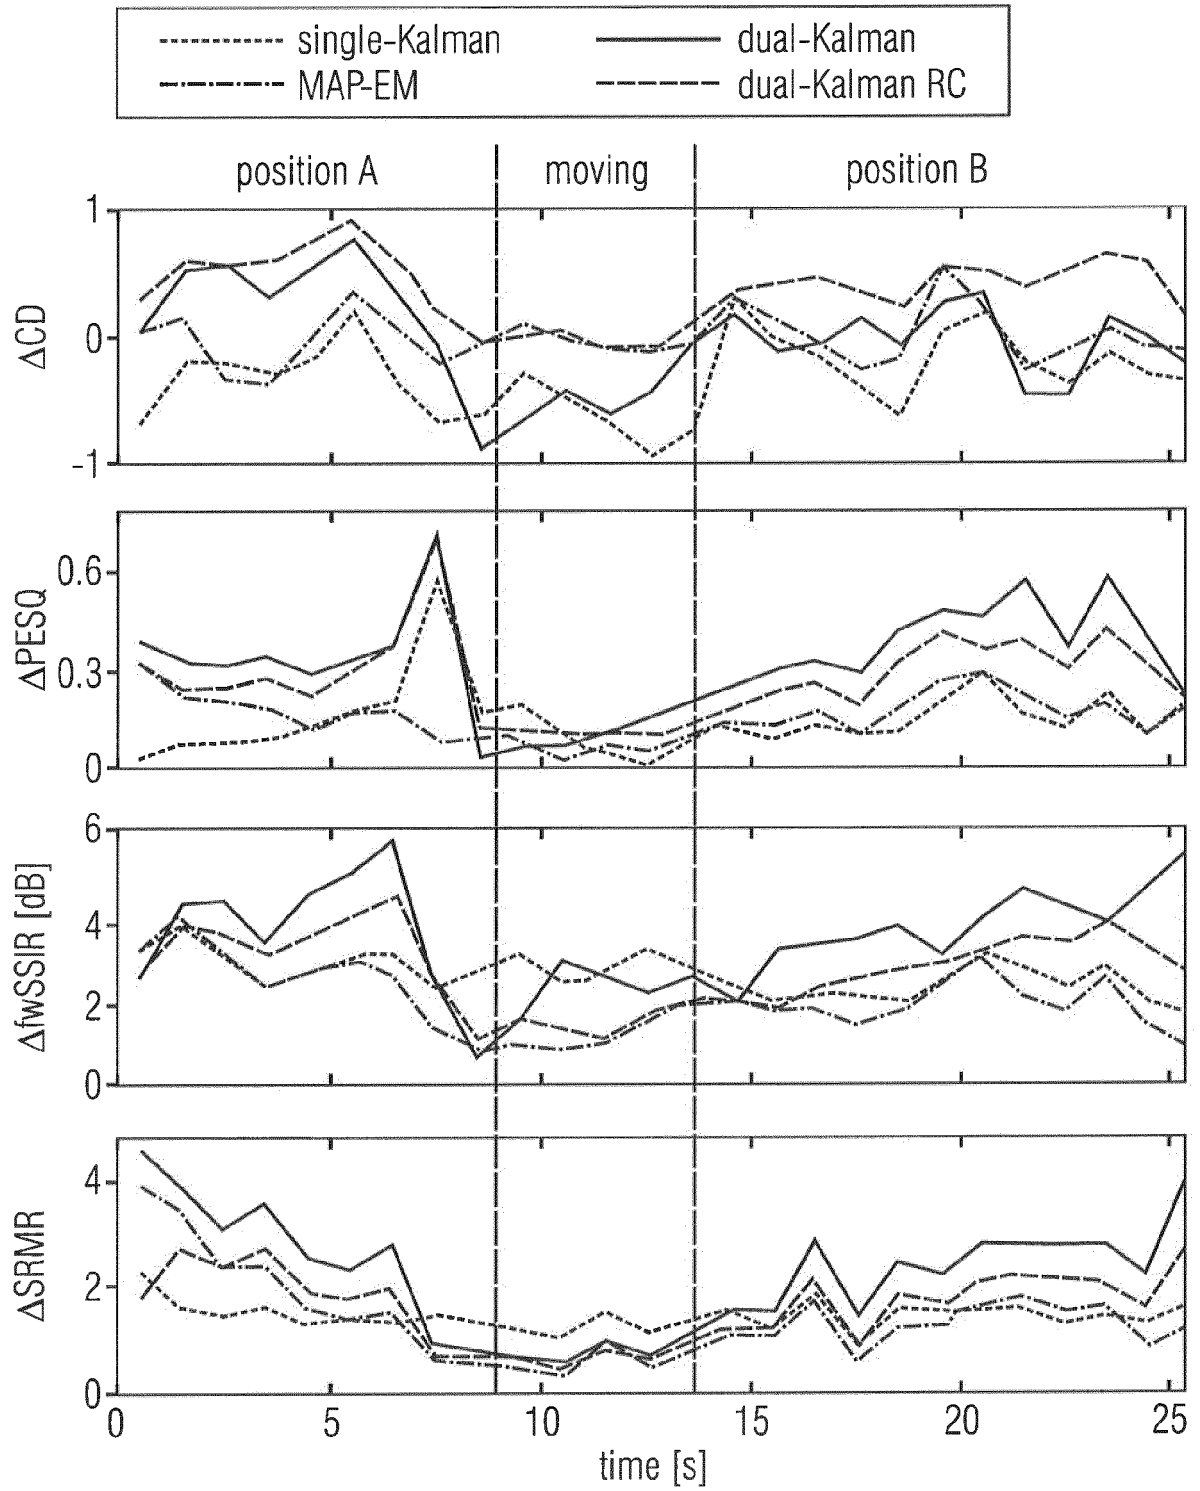 single-Kalman
dual-Kalman
MAP-EM
dual-Kalman RC
position A
moving
position B
1
0
-1
ΔCD
0.6
0.3
0
ΔPESQ
6
4
2
0
ΔfwSSIR [dB]
4
2
0
ΔSRMR
0 5 10 15 20 25
time [s]